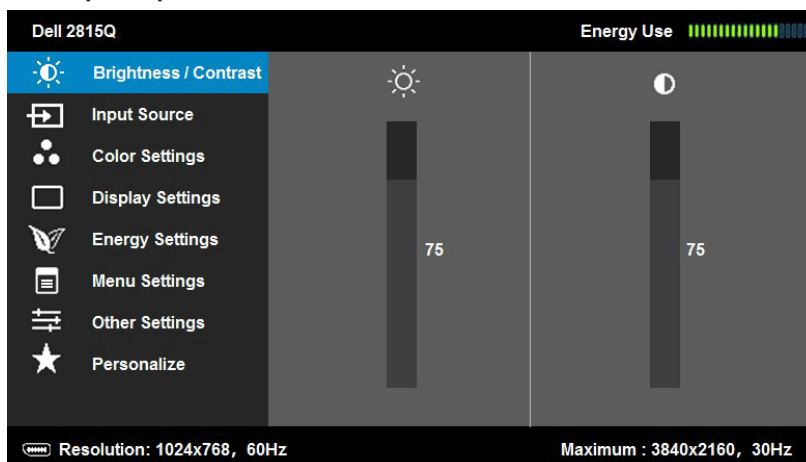 Dell 2815Q
Energy Use
Brightness / Contrast
Input Source
Color Settings
Display Settings
Energy Settings
Menu Settings
Other Settings
Personalize
75
75
Resolution: 1024x768, 60Hz
Maximum : 3840x2160, 30Hz